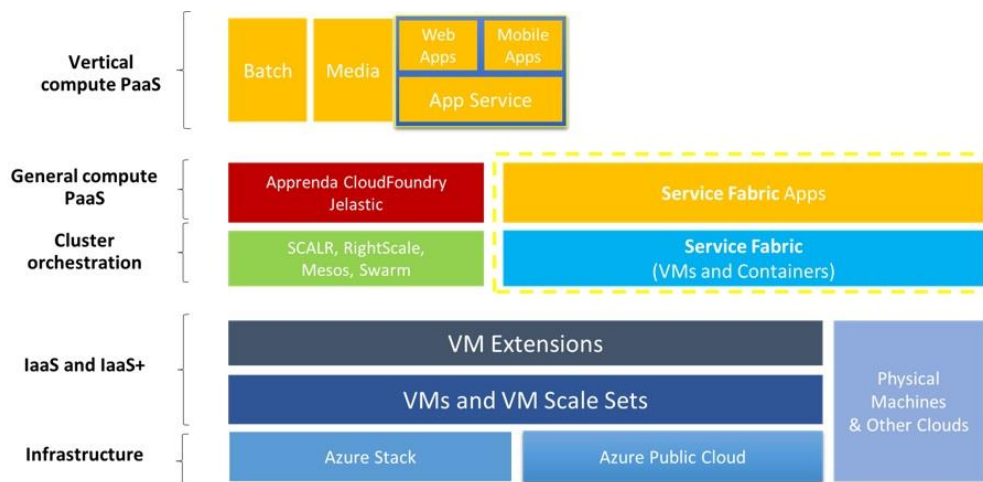 Vertical
compute PaaS
Batch
Media
Web
Apps
Mobile
Apps
App Service
General compute
PaaS
Apprenda CloudFoundry
Jelastic
Service Fabric Apps
Cluster
orchestration
SCALR, RightScale,
Mesos, Swarm
Service Fabric
(VMs and Containers)
IaaS and IaaS+
VM Extensions
VMs and VM Scale Sets
Physical
Machines
& Other Clouds
Infrastructure
Azure Stack
Azure Public Cloud